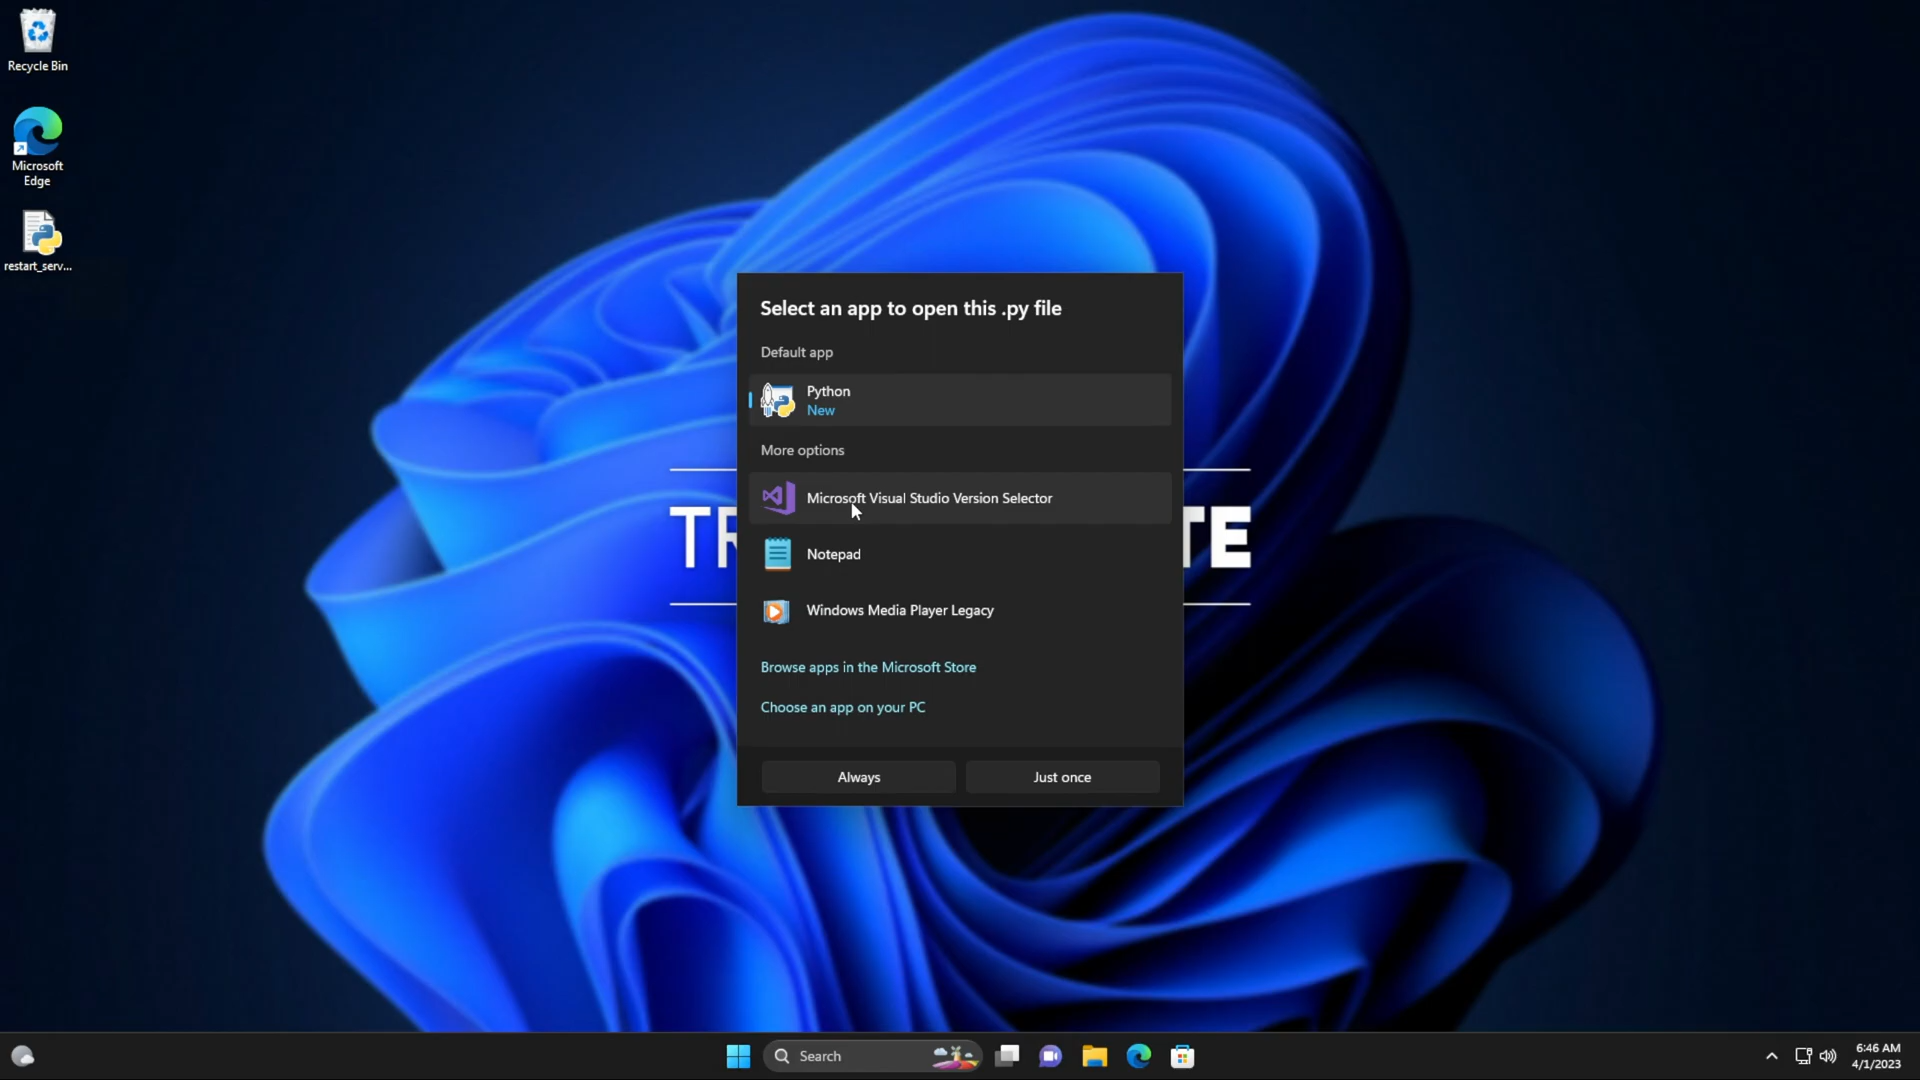 Recycle Bin
Microsoft
Edge
restart_serv...
Select an app to open this .py file
Default app
Python
New
More options
Microsoft Visual Studio Version Selector
Notepad
Windows Media Player Legacy
Browse apps in the Microsoft Store
Choose an app on your PC
Always
Just once
Search
6:46 AM
4/1/2023